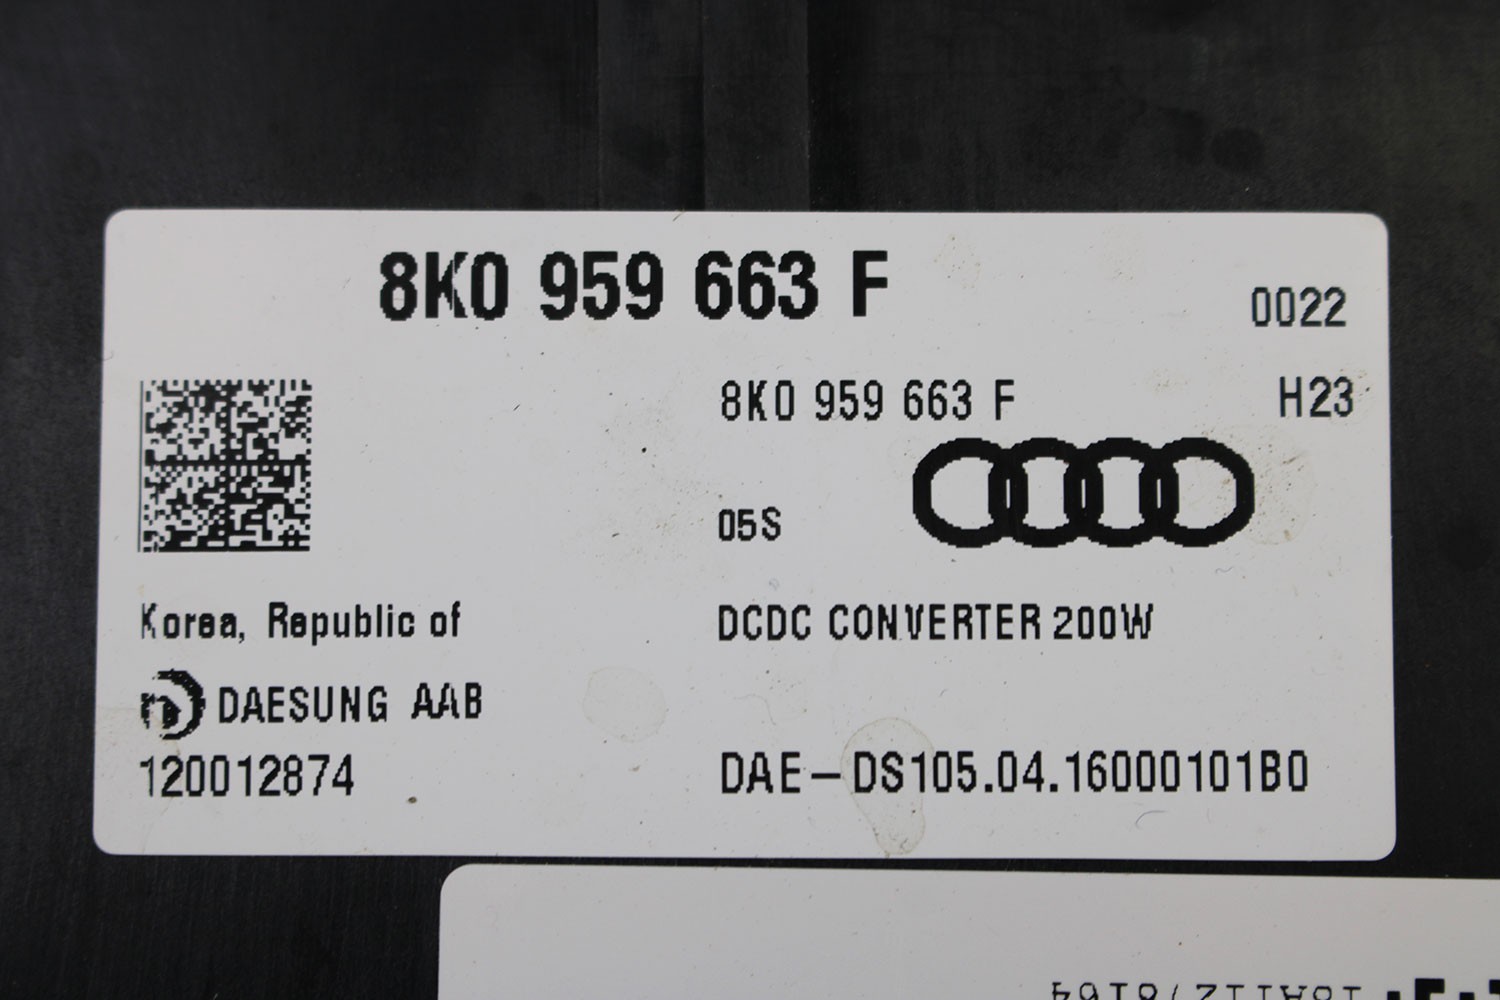 8K0 959 663 F
0022
8K0 959 663 F
H23
05S
Korea, Republic of
DCDC CONVERTER 200W
DAESUNG AAB
120012874
DAE-DS105.04.16000101B0